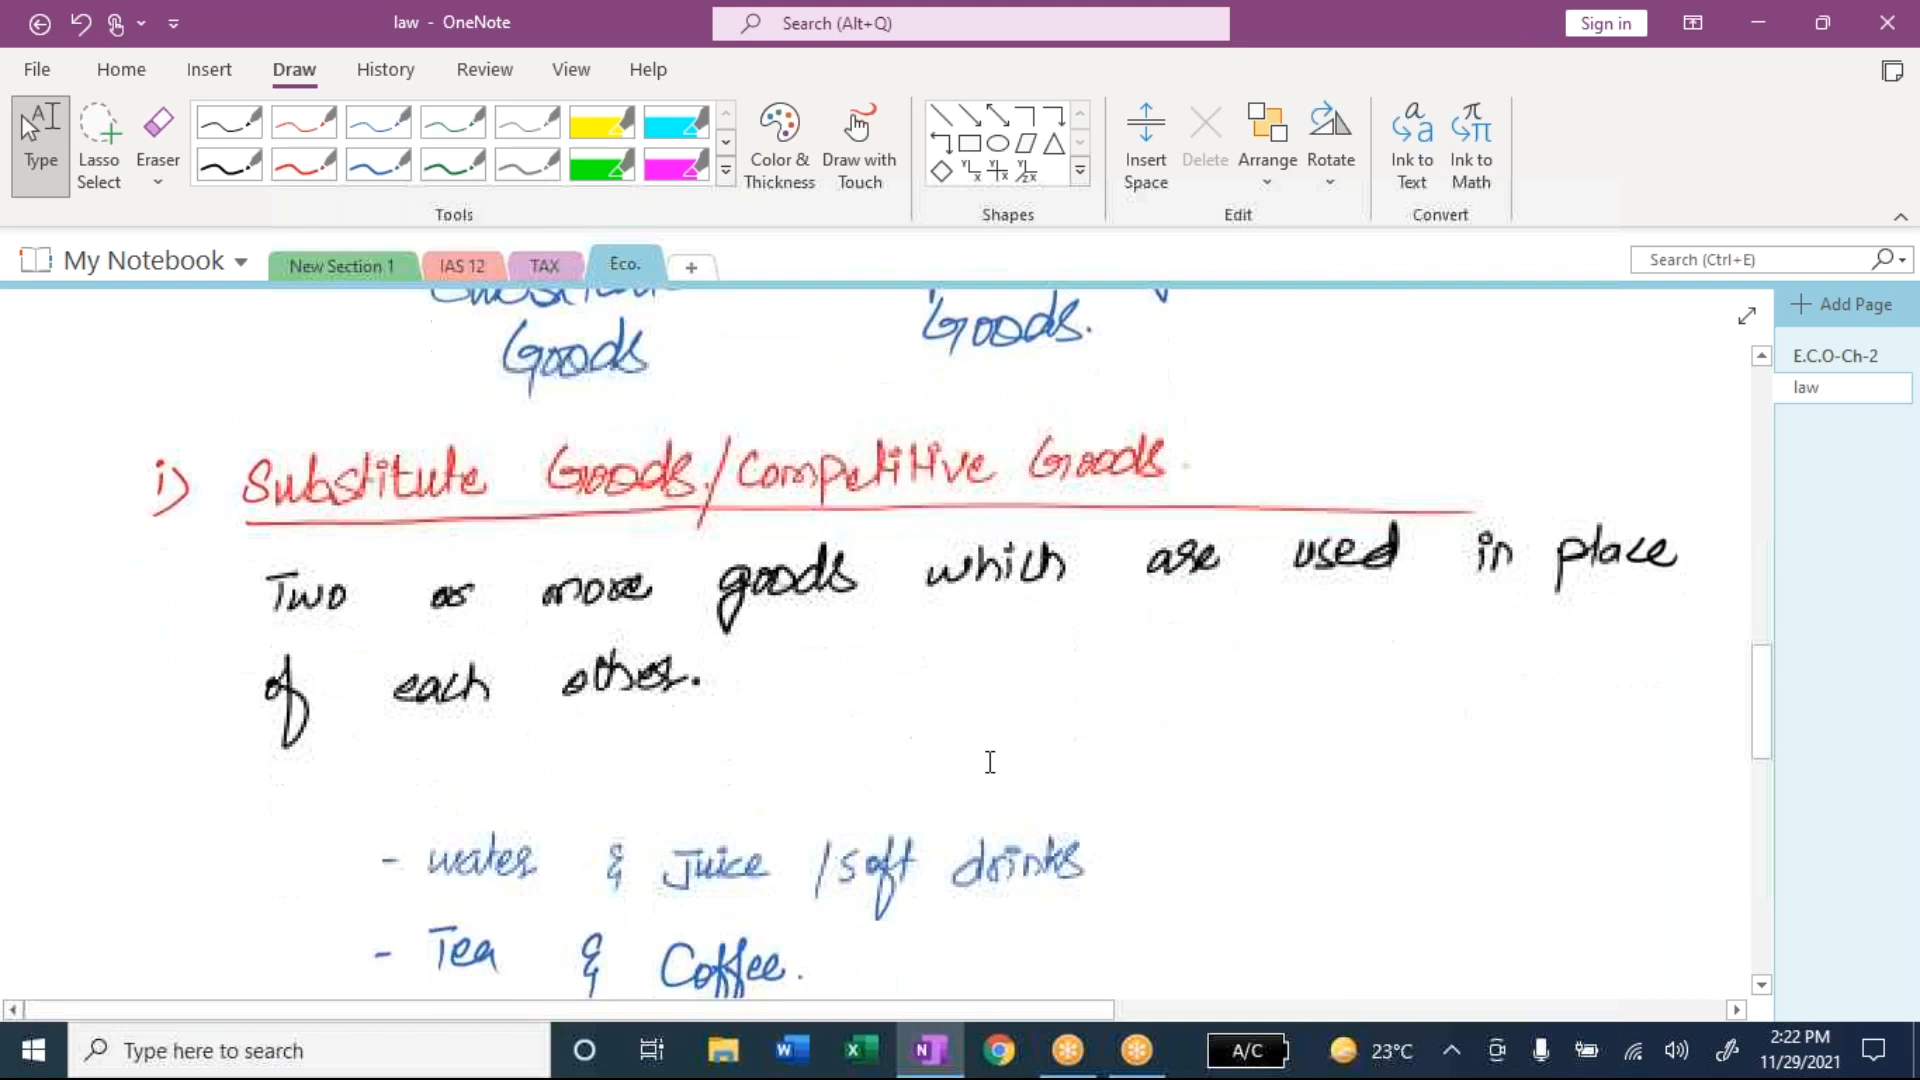 law - OneNote
Search (Alt+Q)
Sign in
File Home Insert Draw History Review View Help
Type
Lasso Select
Eraser
Color & Thickness
Draw with Touch
Insert Space
Delete
Arrange
Rotate
Ink to Text
Ink to Math
Tools Shapes Edit Convert
My Notebook
New Section 1 IAS 12 TAX Eco. +
Search (Ctrl+E)
Add Page
E.C.O-Ch-2
law
Goods Goods.
i) Substitute Goods./Competitive Goods.
Two or more goods which are used in place
of each other.
- water & Juice / Soft drinks
- Tea & Coffee.
Type here to search
A/C
23°C
2:22 PM
11/29/2021